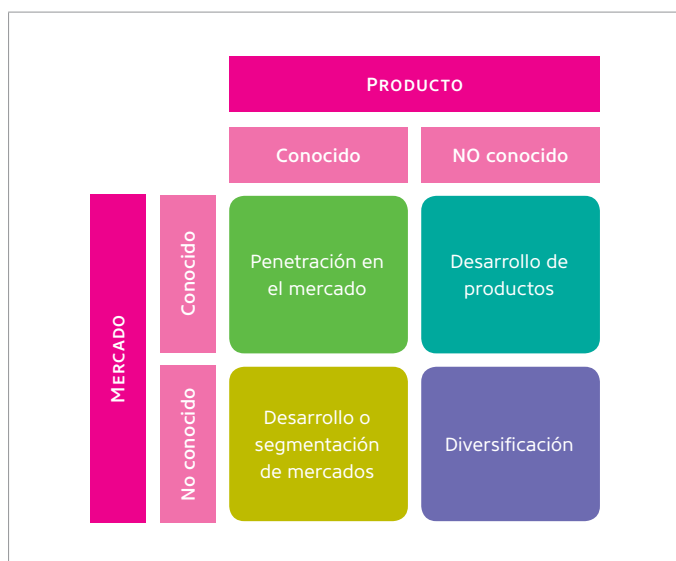 PRODUCTO
Conocido
NO conocido
MERCADO
Conocido
Penetración en
el mercado
Desarrollo de
productos
No conocido
Desarrollo o
segmentación
de mercados
Diversificación